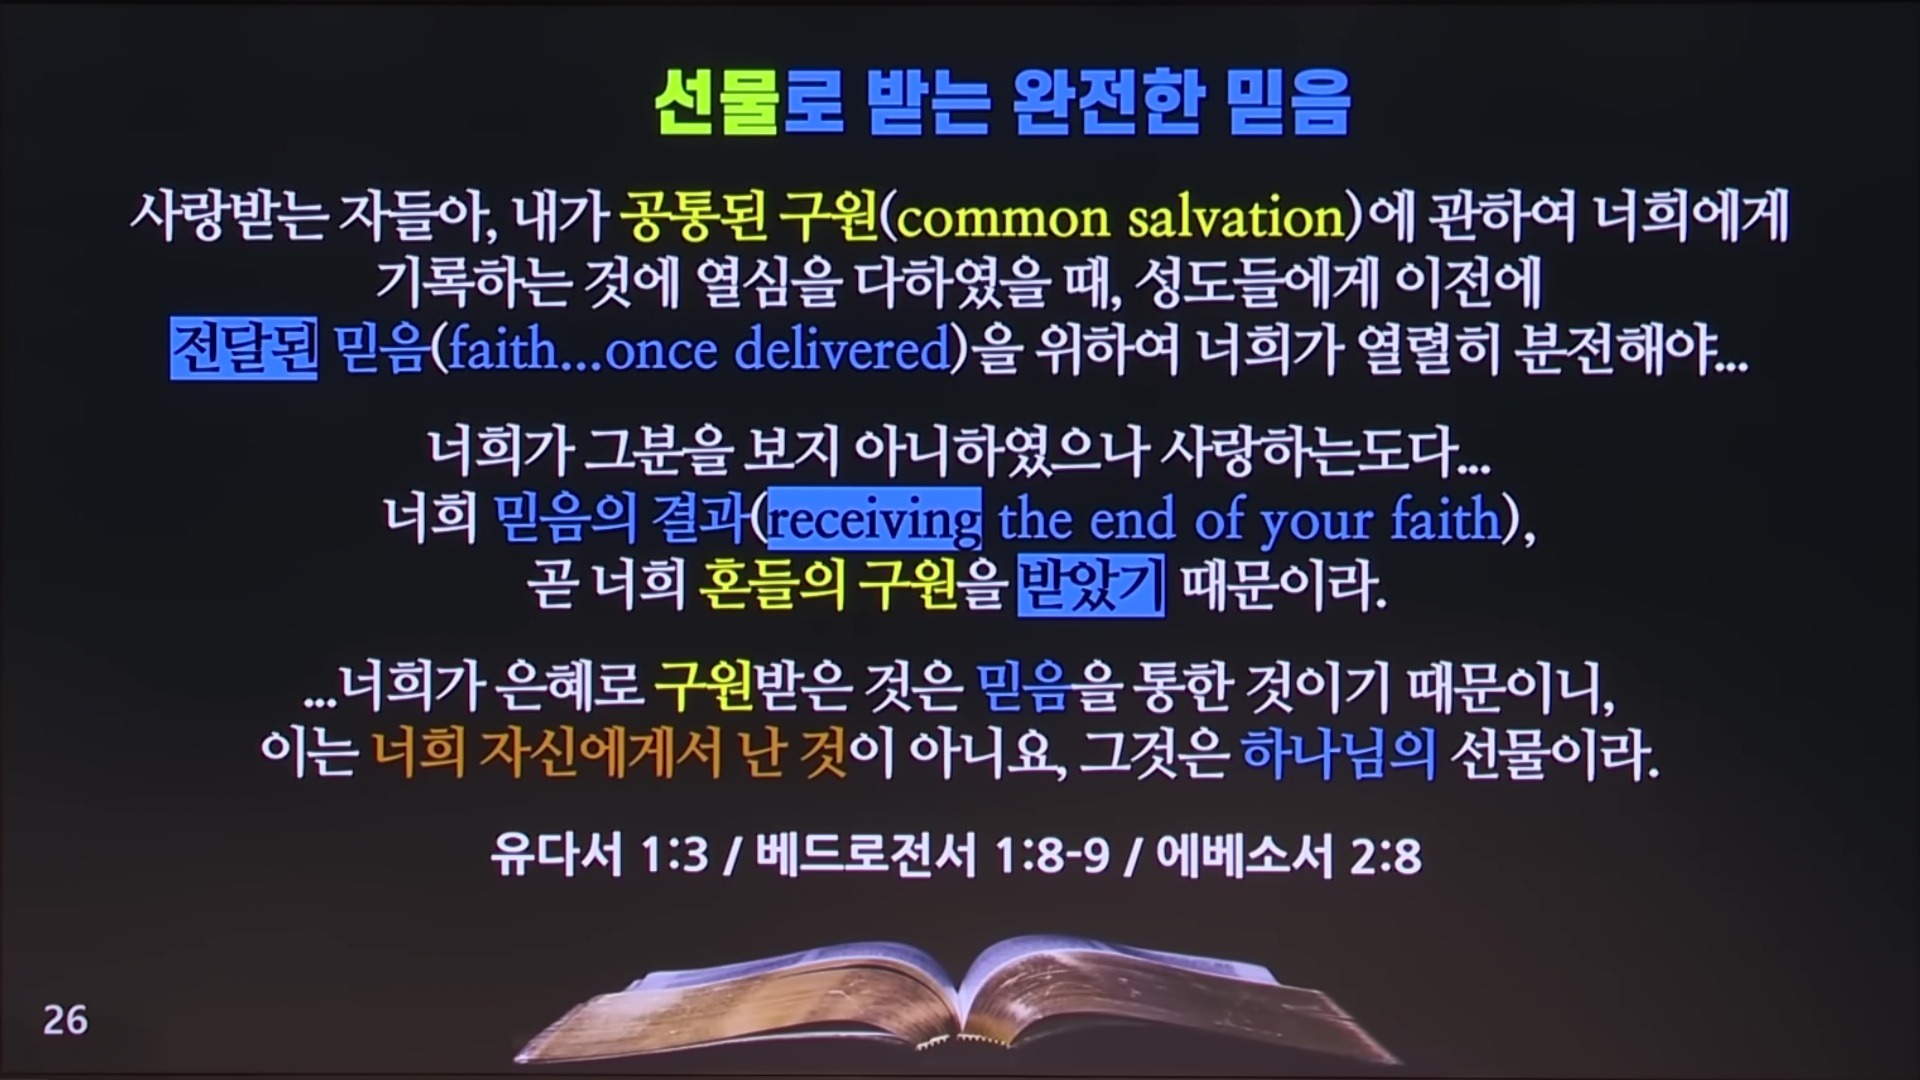 선물로 받는 완전한 믿음
사랑받는 자들아, 내가 공통된 구원(common salvation)에 관하여 너희에게
기록하는 것에 열심을 다하였을 때, 성도들에게 이전에
전달된 믿음(faith...once delivered)을 위하여 너희가 열렬히 분전해야...
너희가 그분을 보지 아니하였으나 사랑하는도다...
너희 믿음의 결과(receiving the end of your faith),
곧 너희 혼들의 구원을 받았기 때문이라.
...너희가 은혜로 구원받은 것은 믿음을 통한 것이기 때문이니,
이는 너희 자신에게서 난 것이 아니요, 그것은 하나님의 선물이라.
유다서 1:3 / 베드로전서 1:8-9 / 에베소서 2:8
26